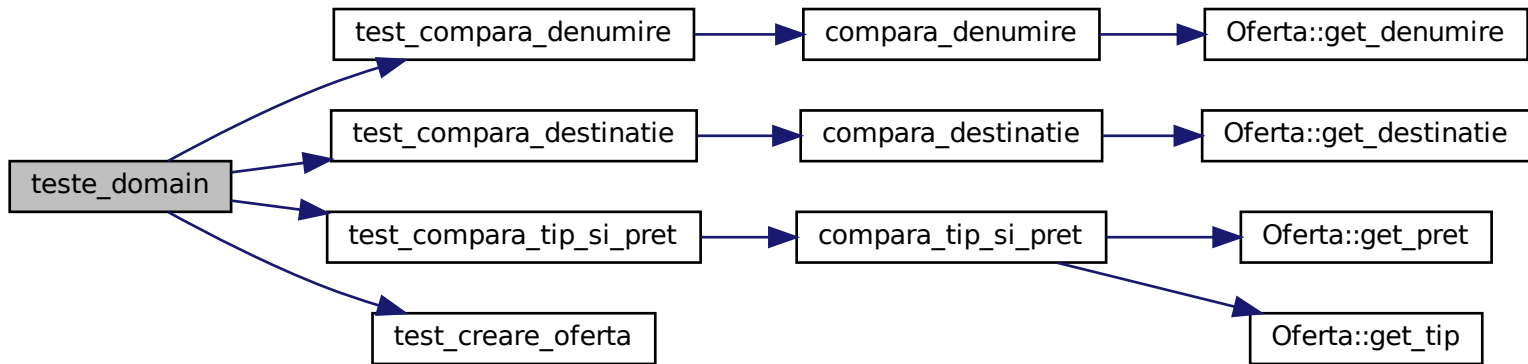 test_compara_denumire
compara_denumire
Oferta::get_denumire
test_compara_destinatie
compara_destinatie
Oferta::get_destinatie
teste_domain
test_compara_tip_si_pret
compara_tip_si_pret
Oferta::get_pret
test_creare_oferta
Oferta::get_tip